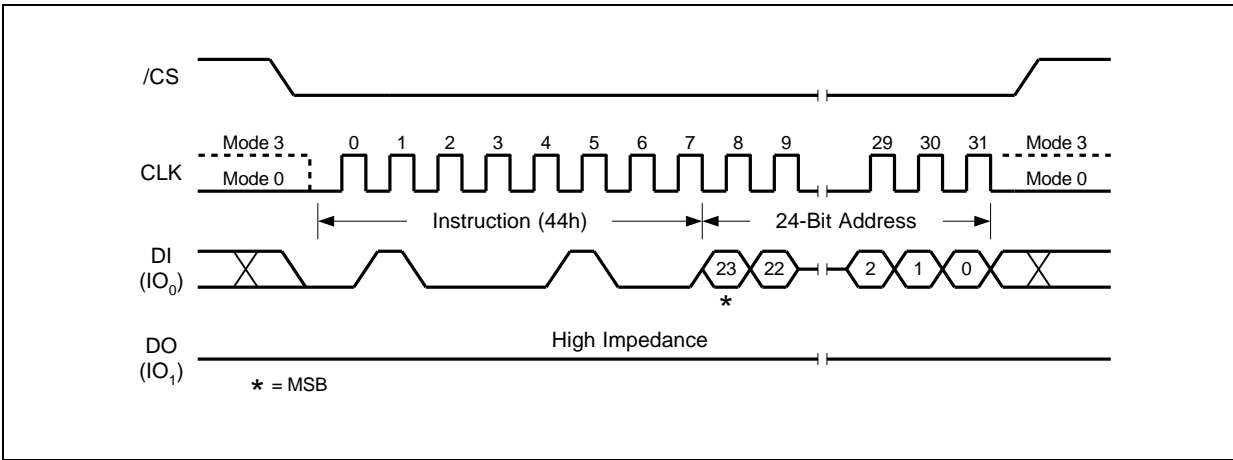 /CS
Mode 3 0 1 2 3 4 5 6 7 8 9 29 30 31 Mode 3
CLK
Mode 0 Mode 0
Instruction (44h) 24-Bit Address
DI
(IO₀)
23 22 2 1 0
*
High Impedance
DO
(IO₁)
* = MSB